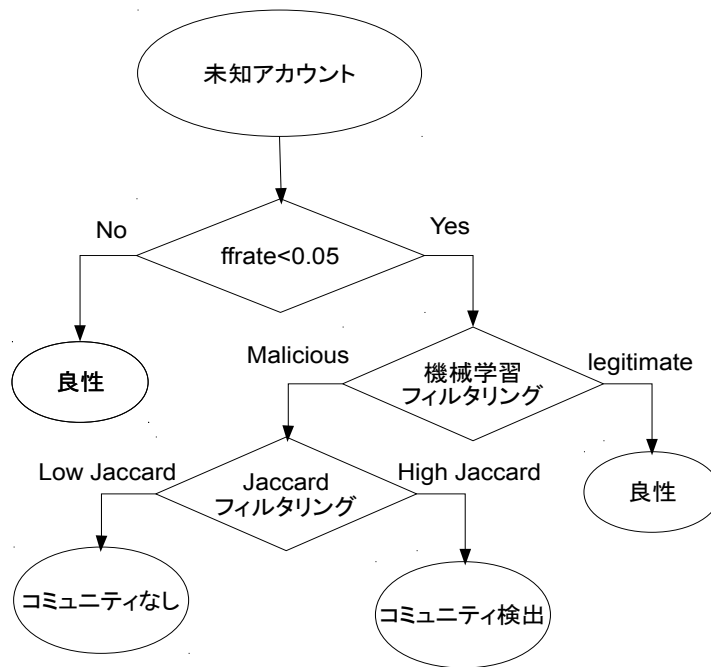 未知アカウント
No
Yes
ffrate<0.05
良性
Malicious
legitimate
機械学習
フィルタリング
Low Jaccard
High Jaccard
Jaccard
フィルタリング
良性
コミュニティなし
コミュニティ検出